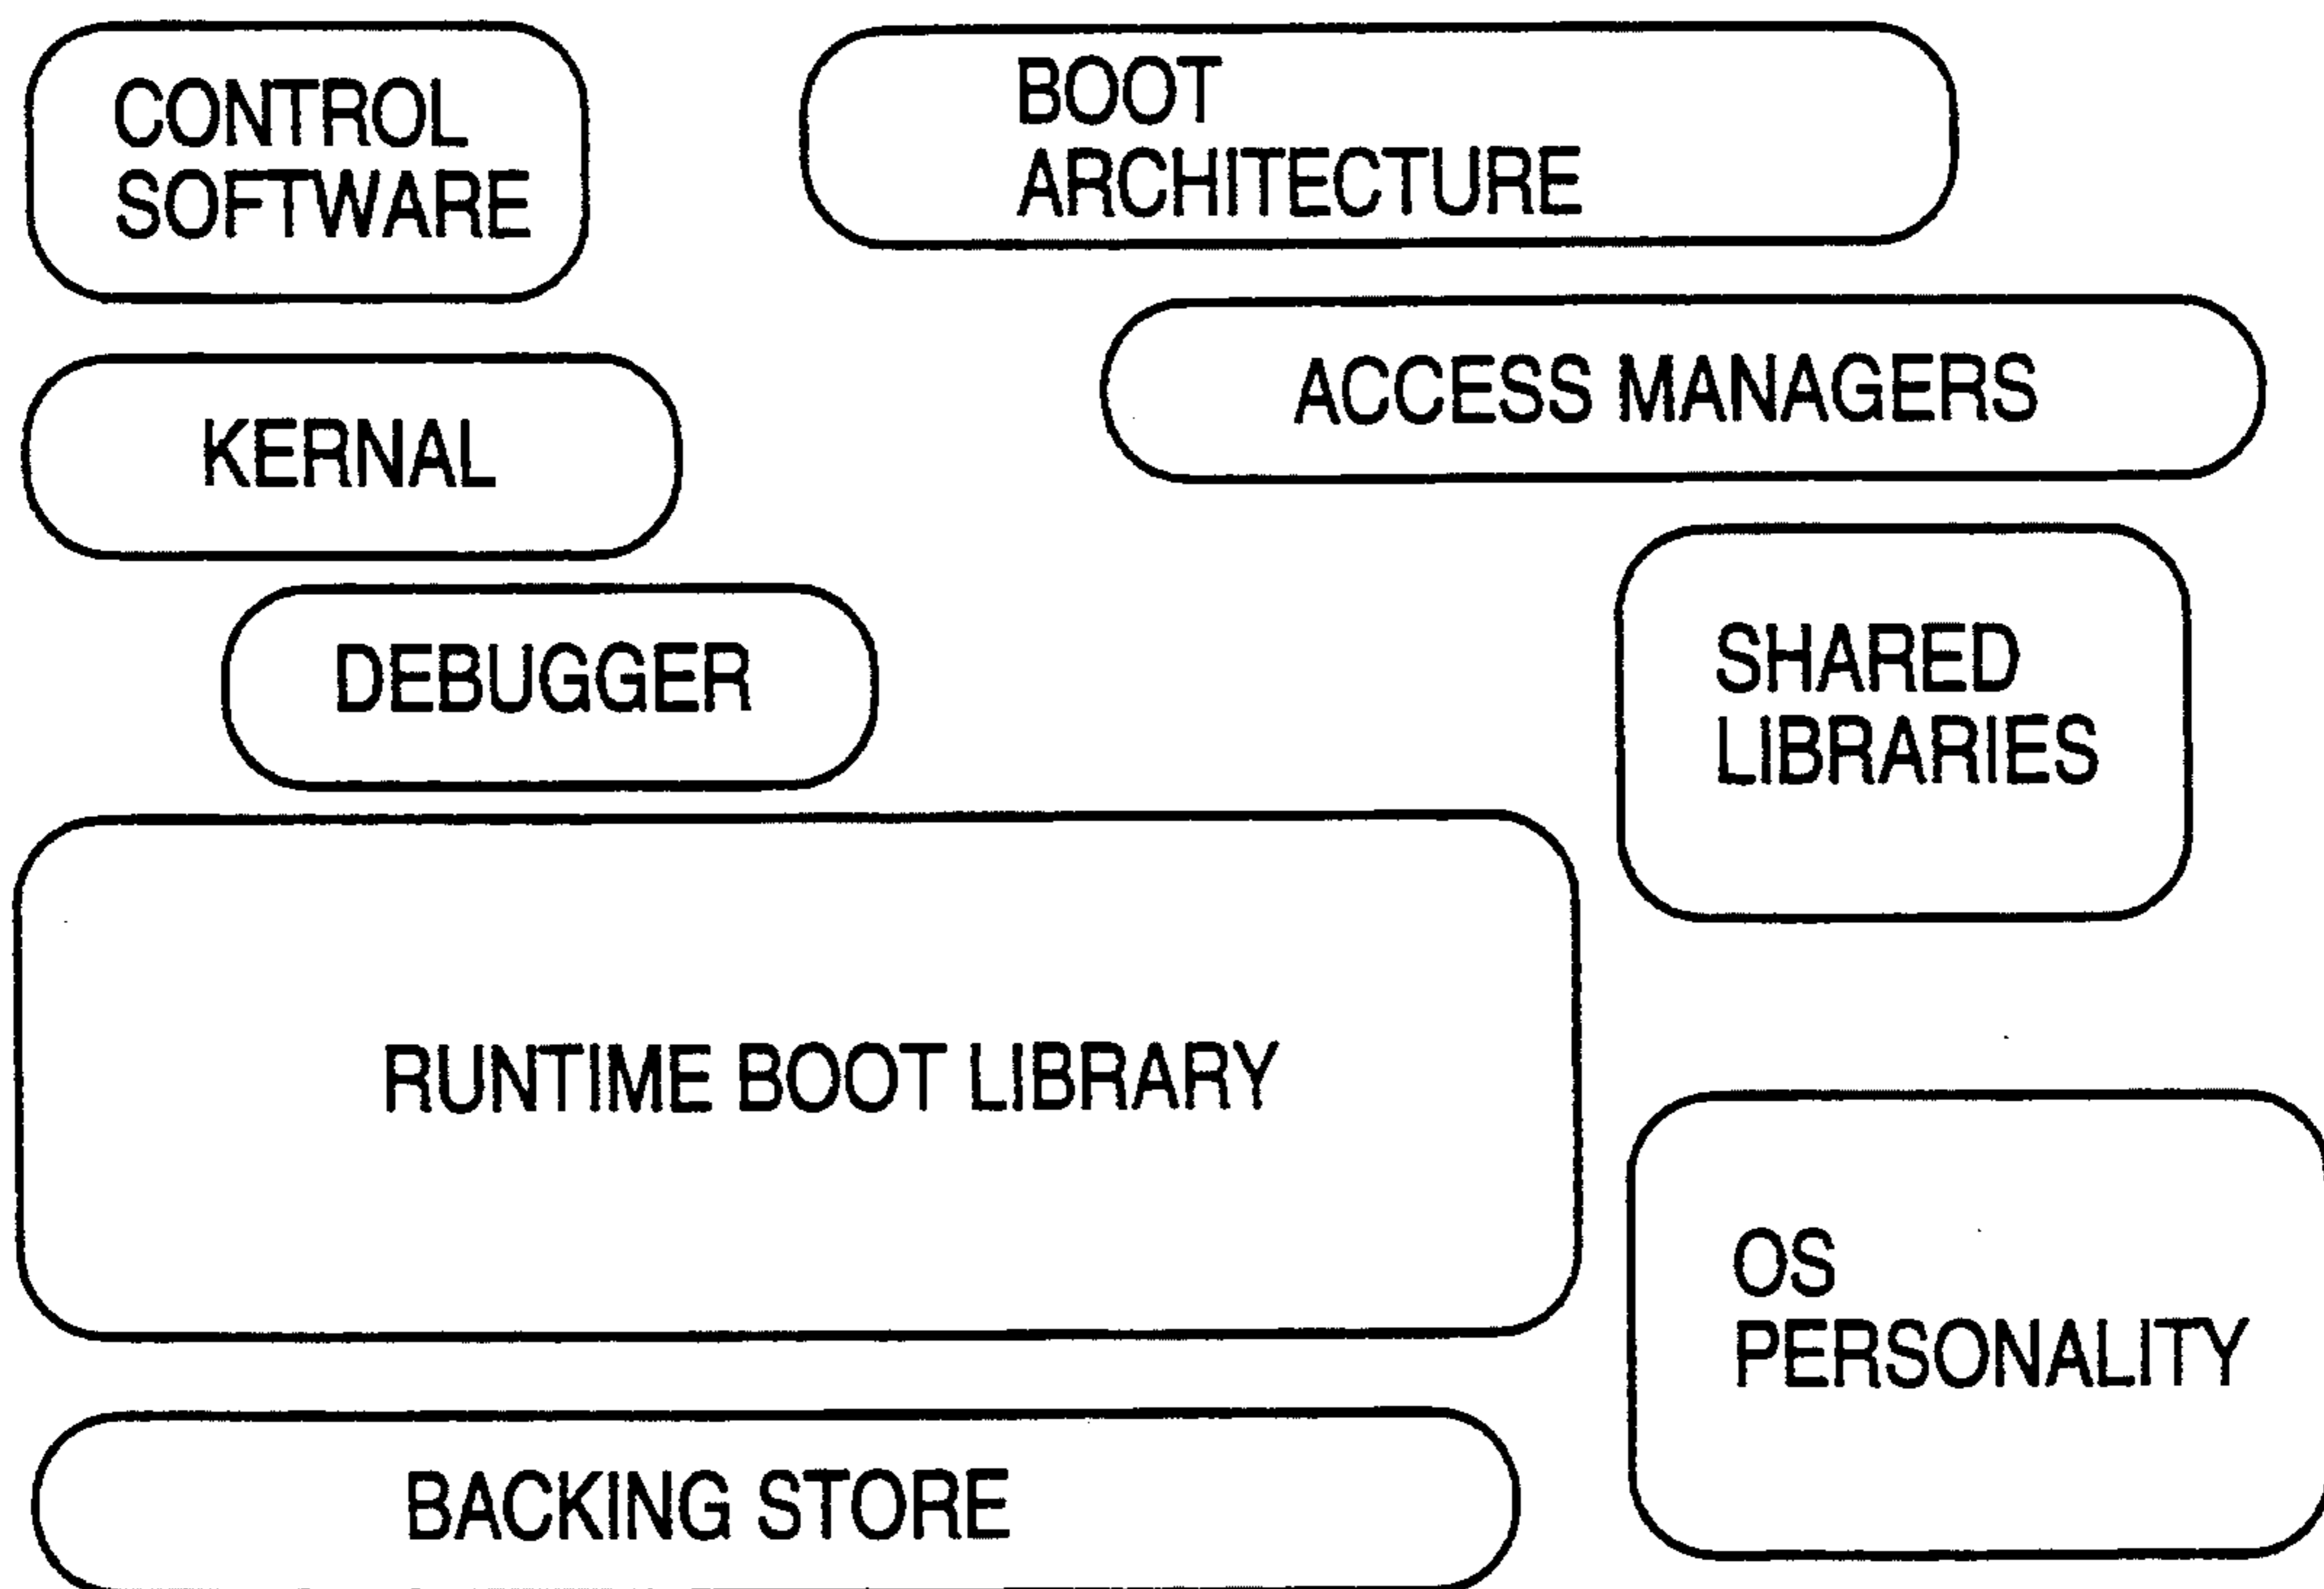 CONTROL
SOFTWARE
BOOT
ARCHITECTURE
KERNAL
ACCESS MANAGERS
DEBUGGER
SHARED
LIBRARIES
RUNTIME BOOT LIBRARY
OS
PERSONALITY
BACKING STORE